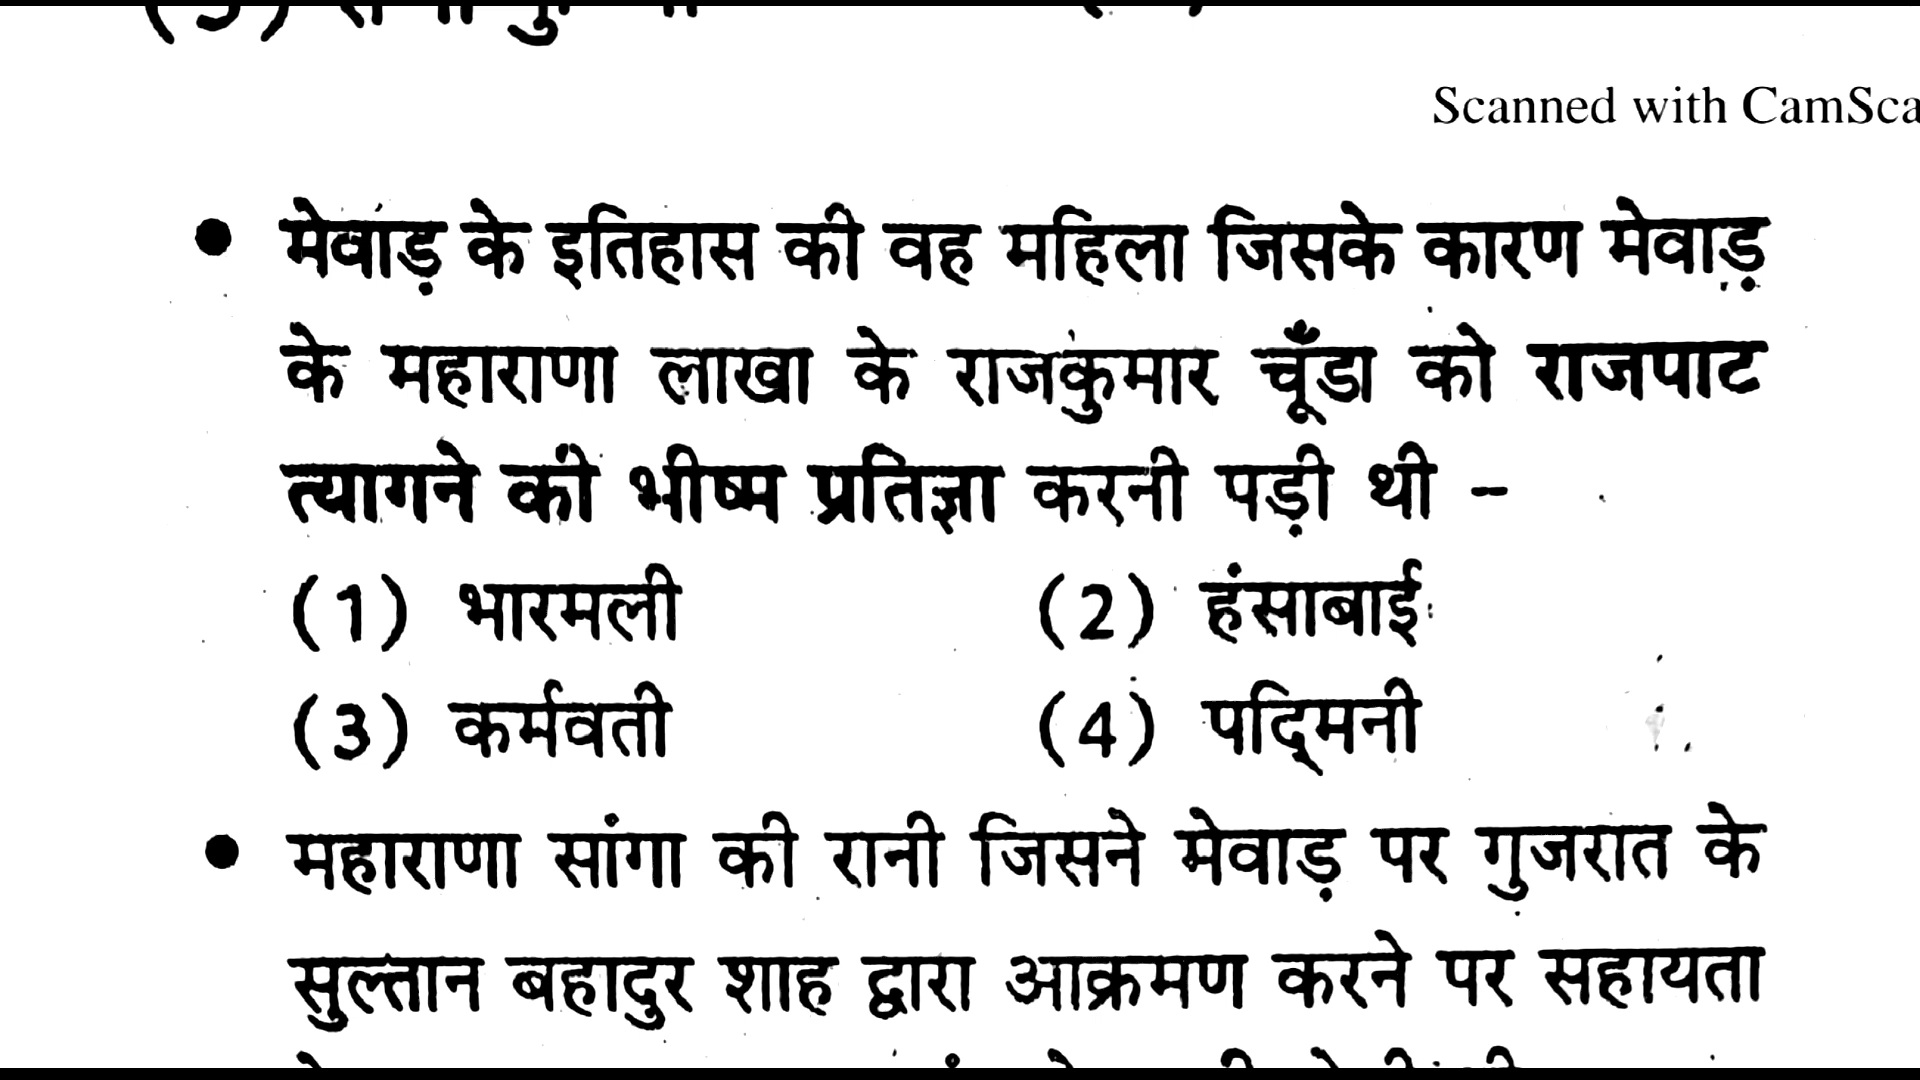 Scanned with CamSca
● मेवाड़ के इतिहास की वह महिला जिसके कारण मेवाड़
के महाराणा लाखा के राजकुमार चूँडा को राजपाट
त्यागने की भीष्म प्रतिज्ञा करनी पड़ी थी –
(1) भारमली (2) हंसाबाई
(3) कर्मवती (4) पद्मिनी
● महाराणा सांगा की रानी जिसने मेवाड़ पर गुजरात के
सुल्तान बहादुर शाह द्वारा आक्रमण करने पर सहायता